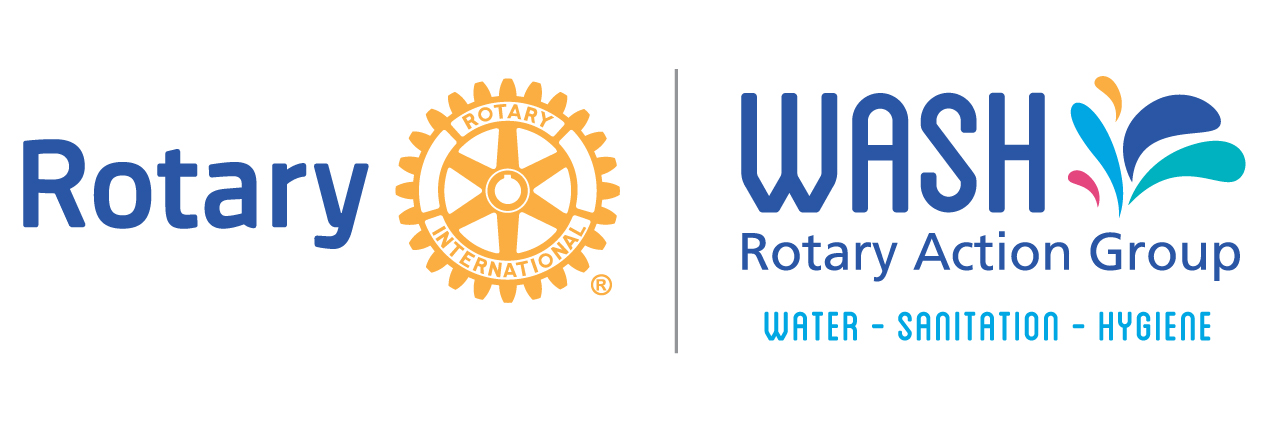 Rotary
ROTARY
INTERNATIONAL
®
WASH
Rotary Action Group
WATER - SANITATION - HYGIENE